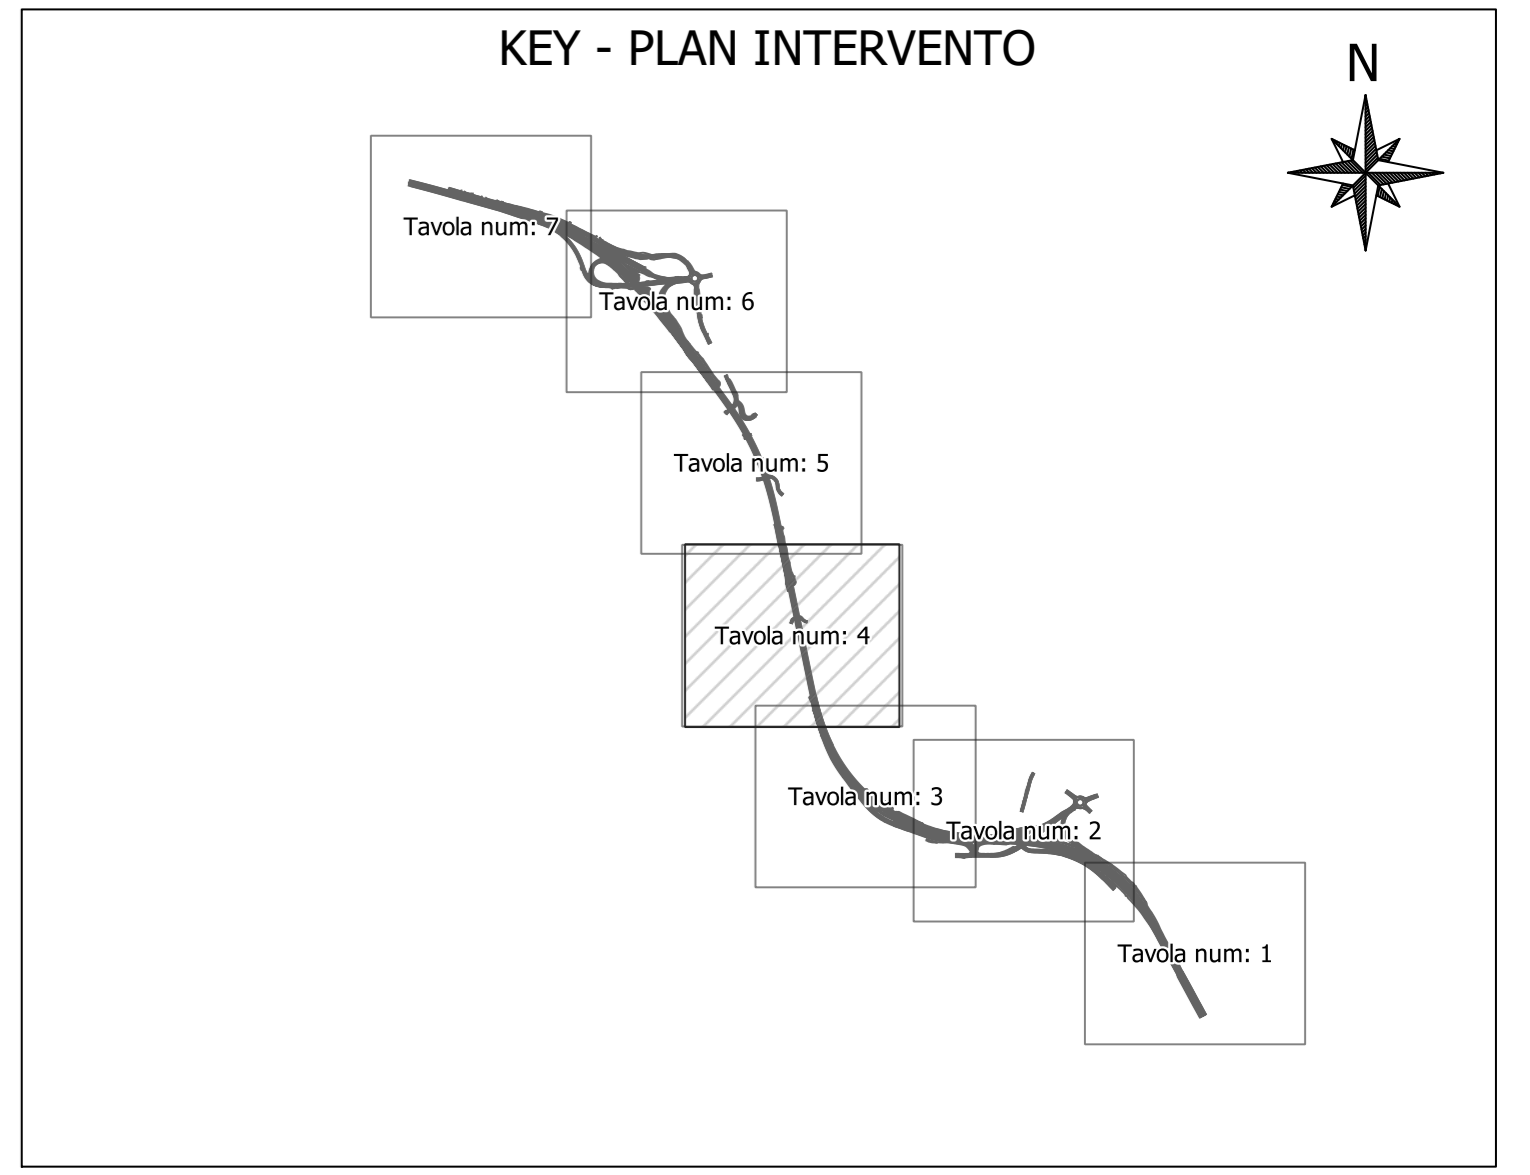 KEY - PLAN INTERVENTO
N
Tavola num: 7
Tavola num: 6
Tavola num: 5
Tavola num: 4
Tavola num: 3
Tavola num: 2
Tavola num: 1